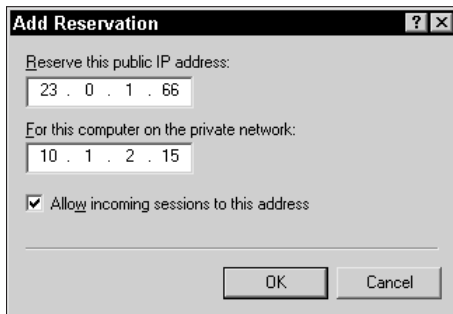 Add Reservation
Reserve this public IP address:
23 . 0 . 1 . 66
For this computer on the private network:
10 . 1 . 2 . 15
Allow incoming sessions to this address
OK Cancel